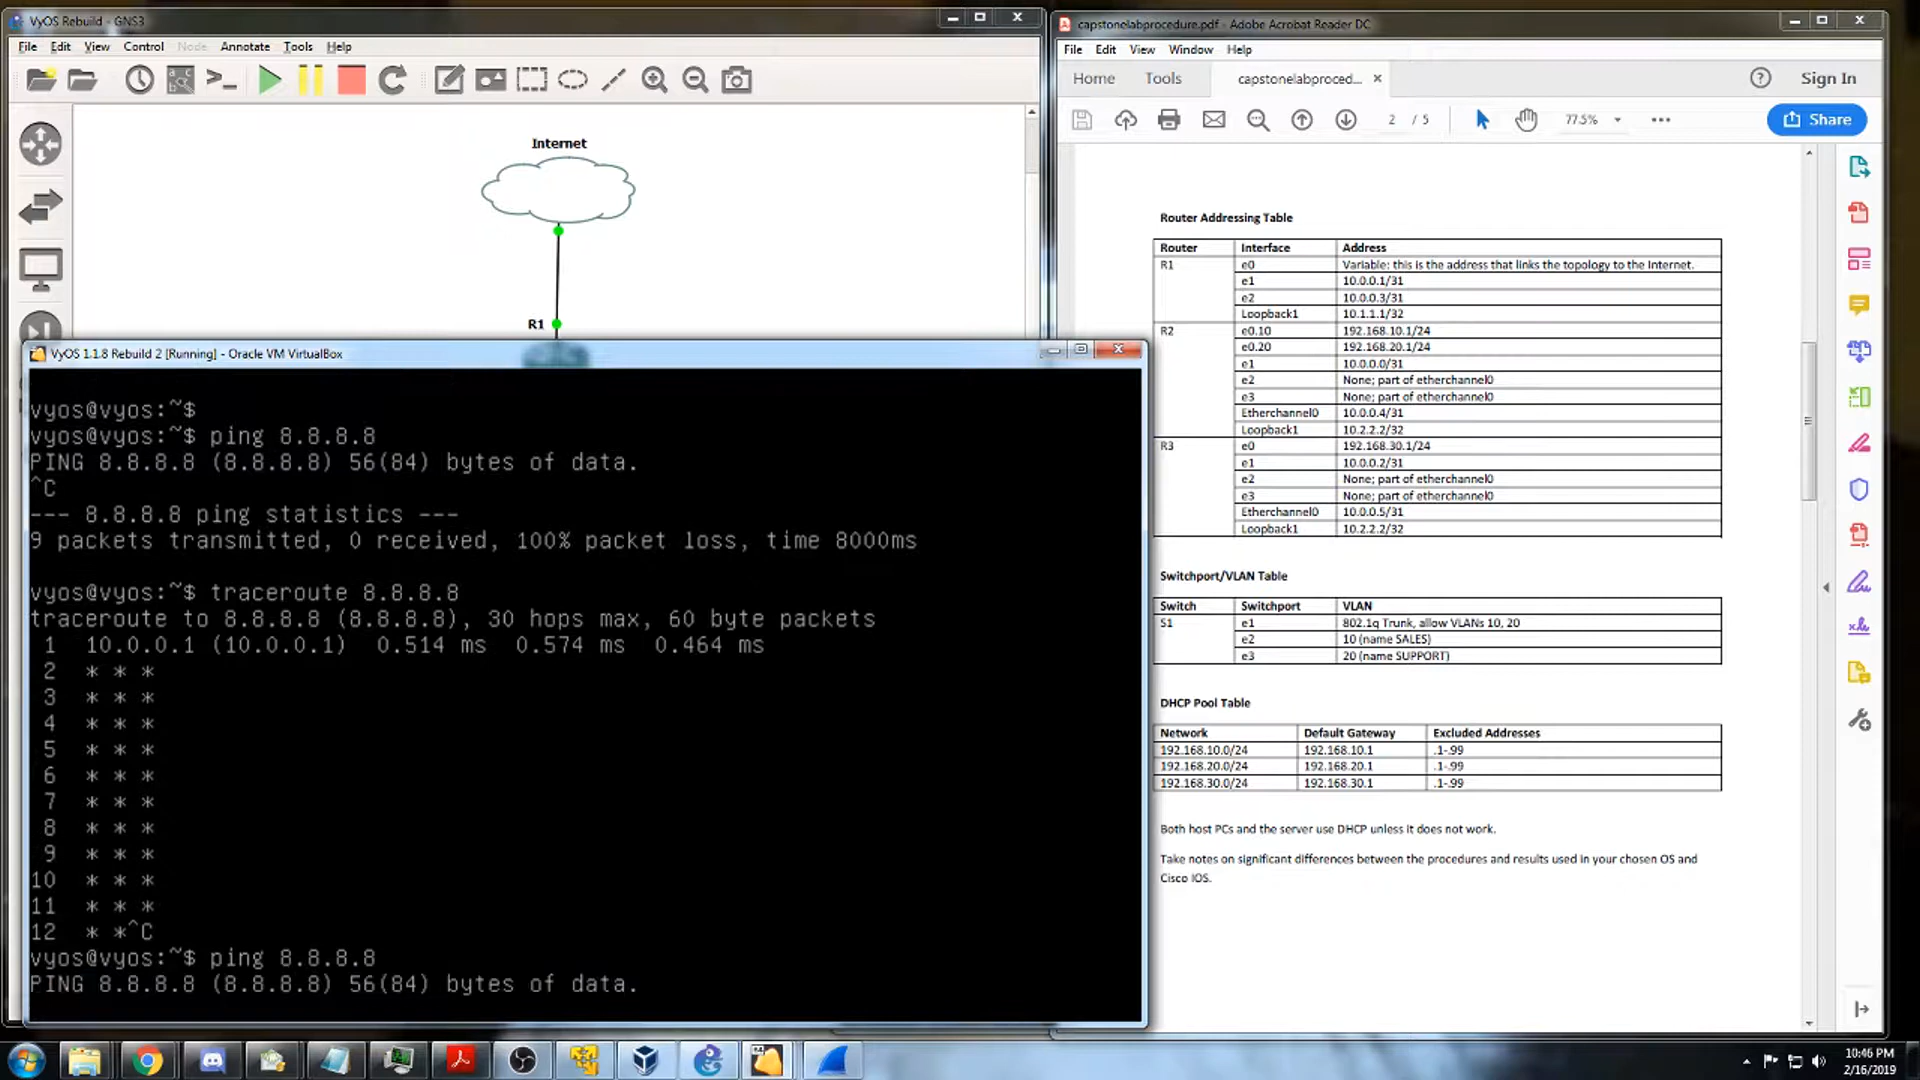 VyOS Rebuild - GNS3
File Edit View Control Node Annotate Tools Help
Internet
R1
VyOS 1.1.8 Rebuild 2 [Running] - Oracle VM VirtualBox
vyos@vyos:~$
vyos@vyos:~$ ping 8.8.8.8
PING 8.8.8.8 (8.8.8.8) 56(84) bytes of data.
^C
--- 8.8.8.8 ping statistics ---
9 packets transmitted, 0 received, 100% packet loss, time 8000ms
vyos@vyos:~$ traceroute 8.8.8.8
traceroute to 8.8.8.8 (8.8.8.8), 30 hops max, 60 byte packets
1 10.0.0.1 (10.0.0.1) 0.514 ms 0.574 ms 0.464 ms
2 * * *
3 * * *
4 * * *
5 * * *
6 * * *
7 * * *
8 * * *
9 * * *
10 * * *
11 * * *
12 * *^C
vyos@vyos:~$ ping 8.8.8.8
PING 8.8.8.8 (8.8.8.8) 56(84) bytes of data.
capstonelabprocedure.pdf - Adobe Acrobat Reader DC
File Edit View Window Help
Home Tools capstonelabproced... × Sign In
2 / 5 77.5% Share
Router Addressing Table
Router Interface Address
R1 e0 Variable: this is the address that links the topology to the Internet.
e1 10.0.0.1/31
e2 10.0.0.3/31
Loopback1 10.1.1.1/32
R2 e0.10 192.168.10.1/24
e0.20 192.168.20.1/24
e1 10.0.0.0/31
e2 None; part of etherchannel0
e3 None; part of etherchannel0
Etherchannel0 10.0.0.4/31
Loopback1 10.2.2.2/32
R3 e0 192.168.30.1/24
e1 10.0.0.2/31
e2 None; part of etherchannel0
e3 None; part of etherchannel0
Etherchannel0 10.0.0.5/31
Loopback1 10.2.2.2/32
Switchport/VLAN Table
Switch Switchport VLAN
S1 e1 802.1q Trunk, allow VLANs 10, 20
e2 10 (name SALES)
e3 20 (name SUPPORT)
DHCP Pool Table
Network Default Gateway Excluded Addresses
192.168.10.0/24 192.168.10.1 .1-.99
192.168.20.0/24 192.168.20.1 .1-.99
192.168.30.0/24 192.168.30.1 .1-.99
Both host PCs and the server use DHCP unless it does not work.
Take notes on significant differences between the procedures and results used in your chosen OS and
Cisco IOS.
10:46 PM
2/16/2019